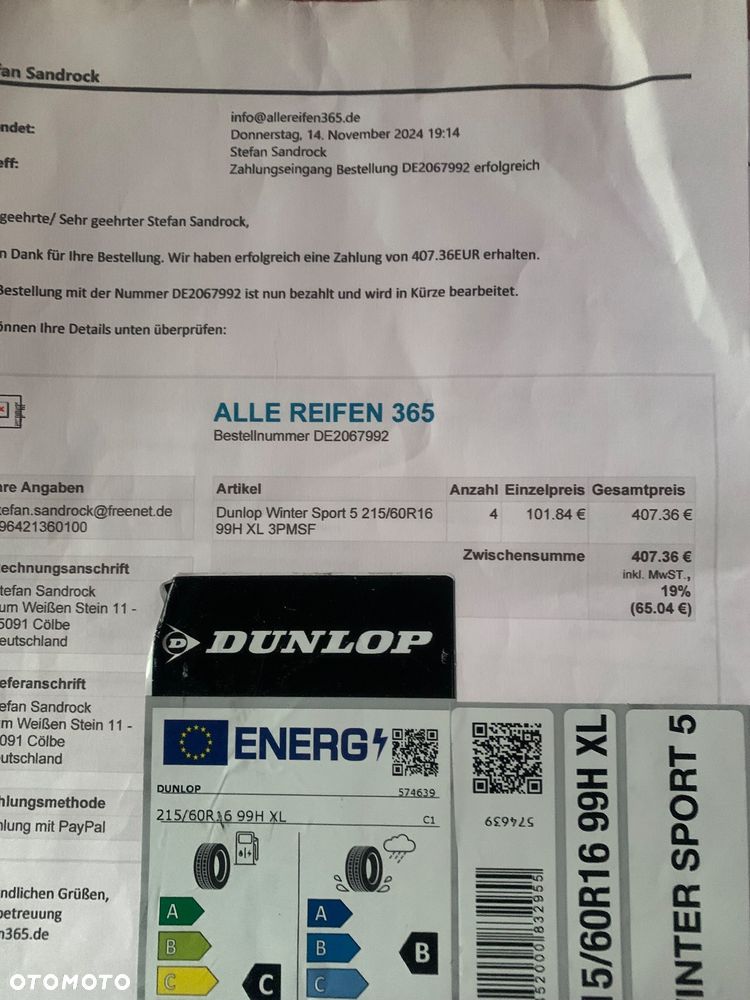 an Sandrock
ndet:
info@allereifen365.de
Donnerstag, 14. November 2024 19:14
Stefan Sandrock
eff:
Zahlungseingang Bestellung DE2067992 erfolgreich
geehrte/ Sehr geehrter Stefan Sandrock,
n Dank für Ihre Bestellung. Wir haben erfolgreich eine Zahlung von 407.36EUR erhalten.
Bestellung mit der Nummer DE2067992 ist nun bezahlt und wird in Kürze bearbeitet.
önnen Ihre Details unten überprüfen:
ALLE REIFEN 365
Bestellnummer DE2067992
re Angaben
tefan.sandrock@freenet.de
96421360100
Artikel Anzahl Einzelpreis Gesamtpreis
Dunlop Winter Sport 5 215/60R16 4 101.84 € 407.36 €
99H XL 3PMSF
Zwischensumme 407.36 €
inkl. MwST.,
19%
(65.04 €)
echnungsanschrift
tefan Sandrock
um Weißen Stein 11 -
5091 Cölbe
eutschland
eferanschrift
efan Sandrock
m Weißen Stein 11 -
091 Cölbe
utschland
hlungsmethode
hlung mit PayPal
ndlichen Grüßen,
betreuung
n365.de
DUNLOP
ENERG
DUNLOP 574639
215/60R16 99H XL C1
A
B
C
C
A
B
C
B
574639
52000832955
15/60R16 99H XL
INTER SPORT 5
OTOMOTO